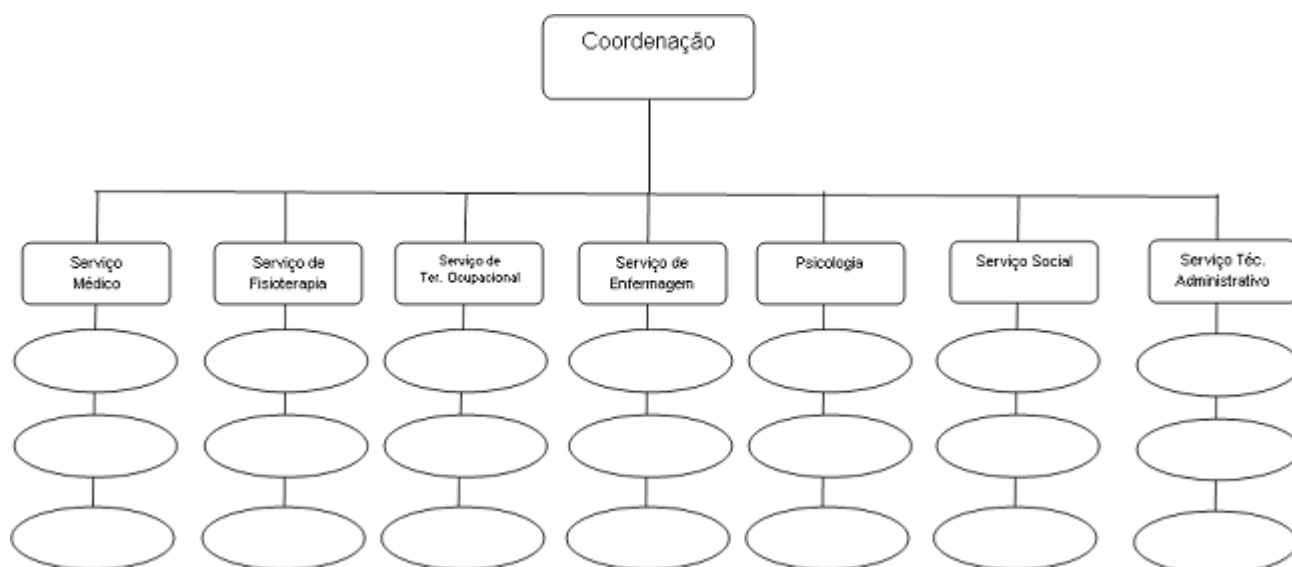 Coordenação
Serviço
Médico
Serviço de
Fisioterapia
Serviço de
Ter. Ocupacional
Serviço de
Enfermagem
Psicologia
Serviço Social
Serviço Téc.
Administrativo